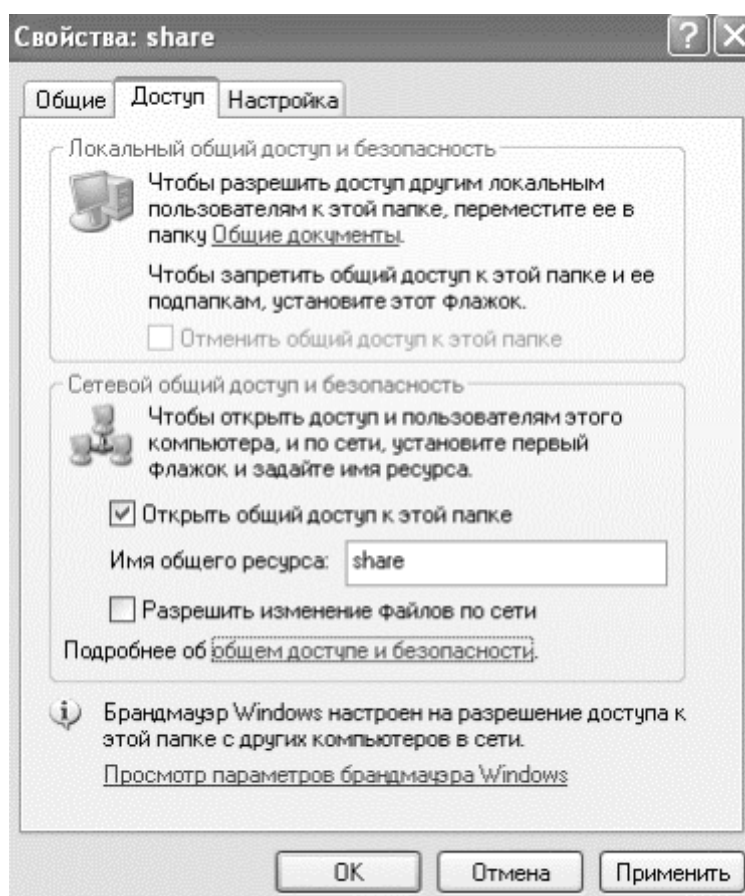 Свойства: share
Общие Доступ Настройка
Локальный общий доступ и безопасность
Чтобы разрешить доступ другим локальным
пользователям к этой папке, переместите ее в
папку Общие документы.
Чтобы запретить общий доступ к этой папке и ее
подпапкам, установите этот флажок.
Отменить общий доступ к этой папке
Сетевой общий доступ и безопасность
Чтобы открыть доступ и пользователям этого
компьютера, и по сети, установите первый
флажок и задайте имя ресурса.
Открыть общий доступ к этой папке
Имя общего ресурса: share
Разрешить изменение файлов по сети
Подробнее об общем доступе и безопасности.
Брандмауэр Windows настроен на разрешение доступа к
этой папке с других компьютеров в сети.
Просмотр параметров брандмауэра Windows
OK Отмена Применить